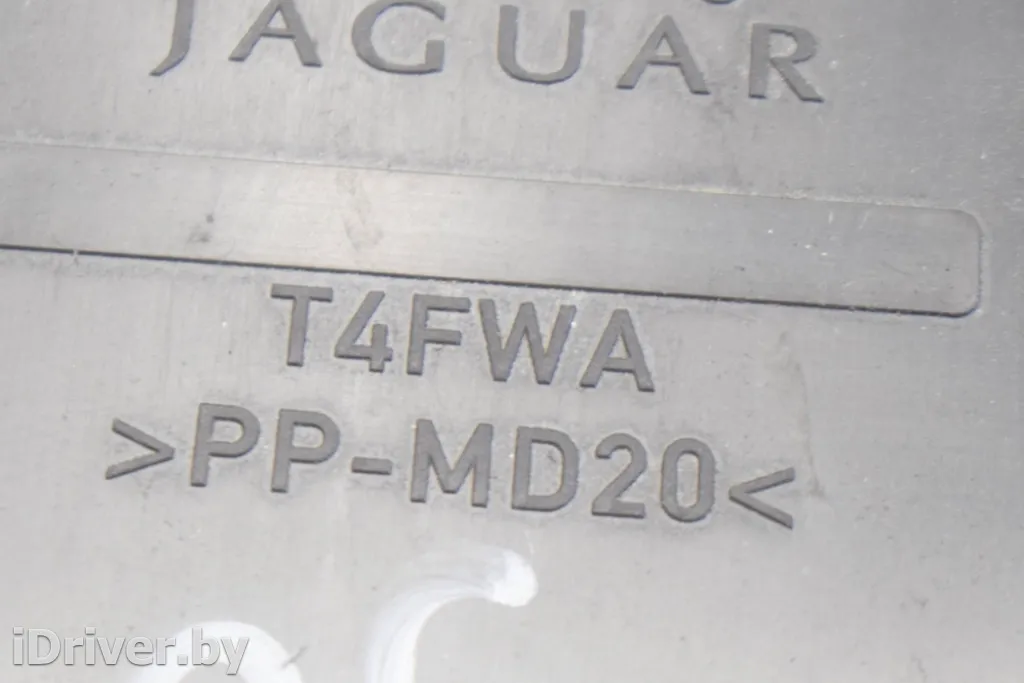 JAGUAR
T4FWA
>PP-MD20<
iDriver.by